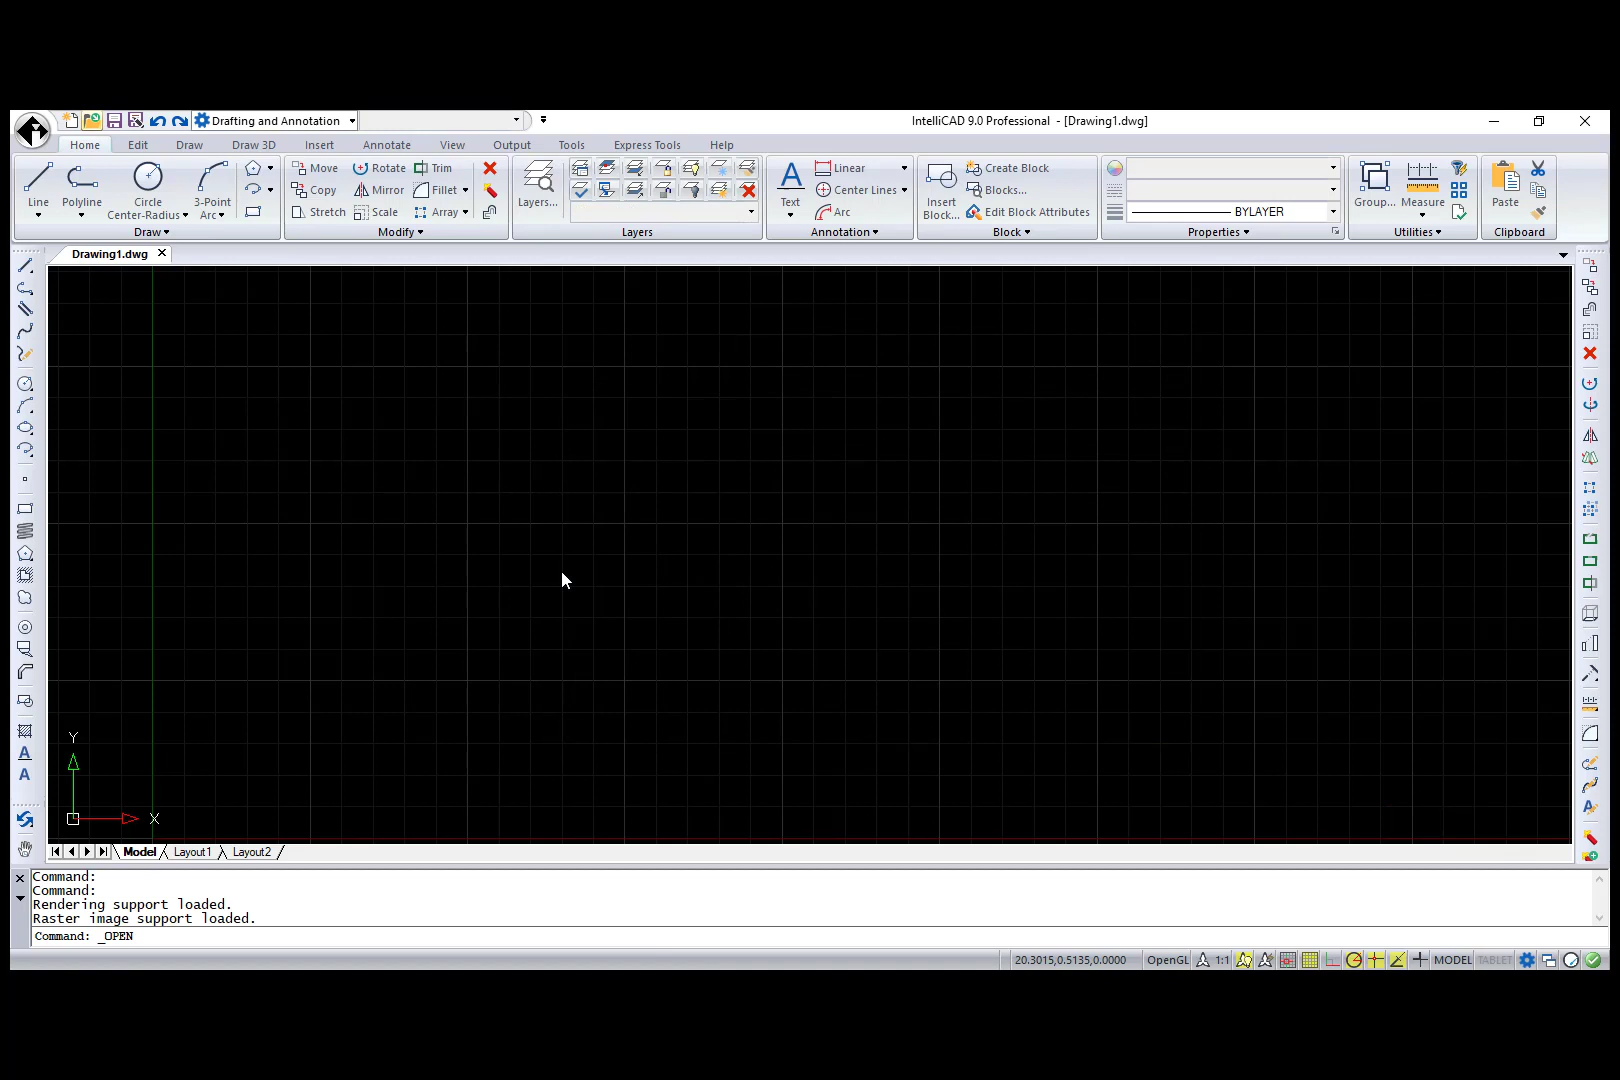 Drafting and Annotation
IntelliCAD 9.0 Professional - [Drawing1.dwg]
Home Edit Draw Draw 3D Insert Annotate View Output Tools Express Tools Help
Line
Polyline
Circle
Center-Radius
3-Point
Arc
Draw
Move Rotate Trim
Copy Mirror Fillet
Stretch Scale Array
Modify
Layers...
Layers
Text
Linear
Center Lines
Arc
Annotation
Insert
Block...
Create Block
Blocks...
Edit Block Attributes
Block
BYLAYER
Properties
Group...
Measure
Utilities
Paste
Clipboard
Drawing1.dwg
Y
X
Model Layout1 Layout2
Command:
Command:
Rendering support loaded.
Raster image support loaded.
Command: _OPEN
20.3015,0.5135,0.0000 OpenGL 1:1 MODEL TABLET